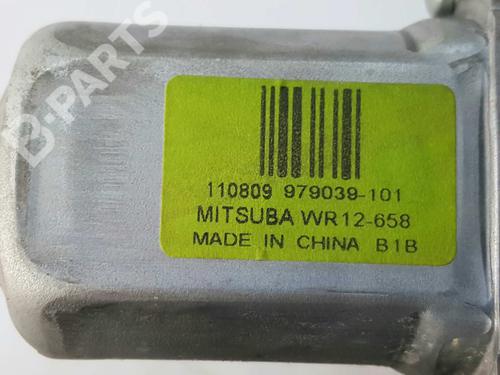 B-PARTS
110809 979039-101
MITSUBA WR12-658
MADE IN CHINA B1B